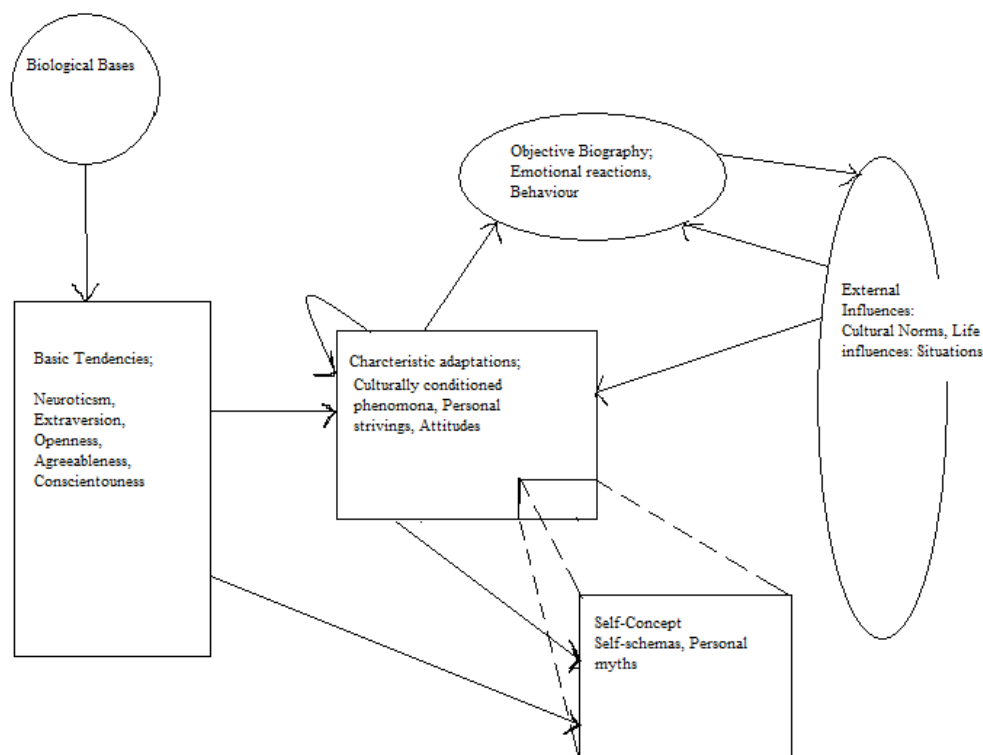 Biological Bases
Objective Biography;
Emotional reactions,
Behaviour
External
Influences:
Cultural Norms, Life
influences: Situations
Basic Tendencies;
Neuroticsm,
Extraversion,
Openness,
Agreeableness,
Conscientouness
Charcteristic adaptations;
Culturally conditioned
phenomona, Personal
strivings, Attitudes
Self-Concept
Self-schemas, Personal
myths